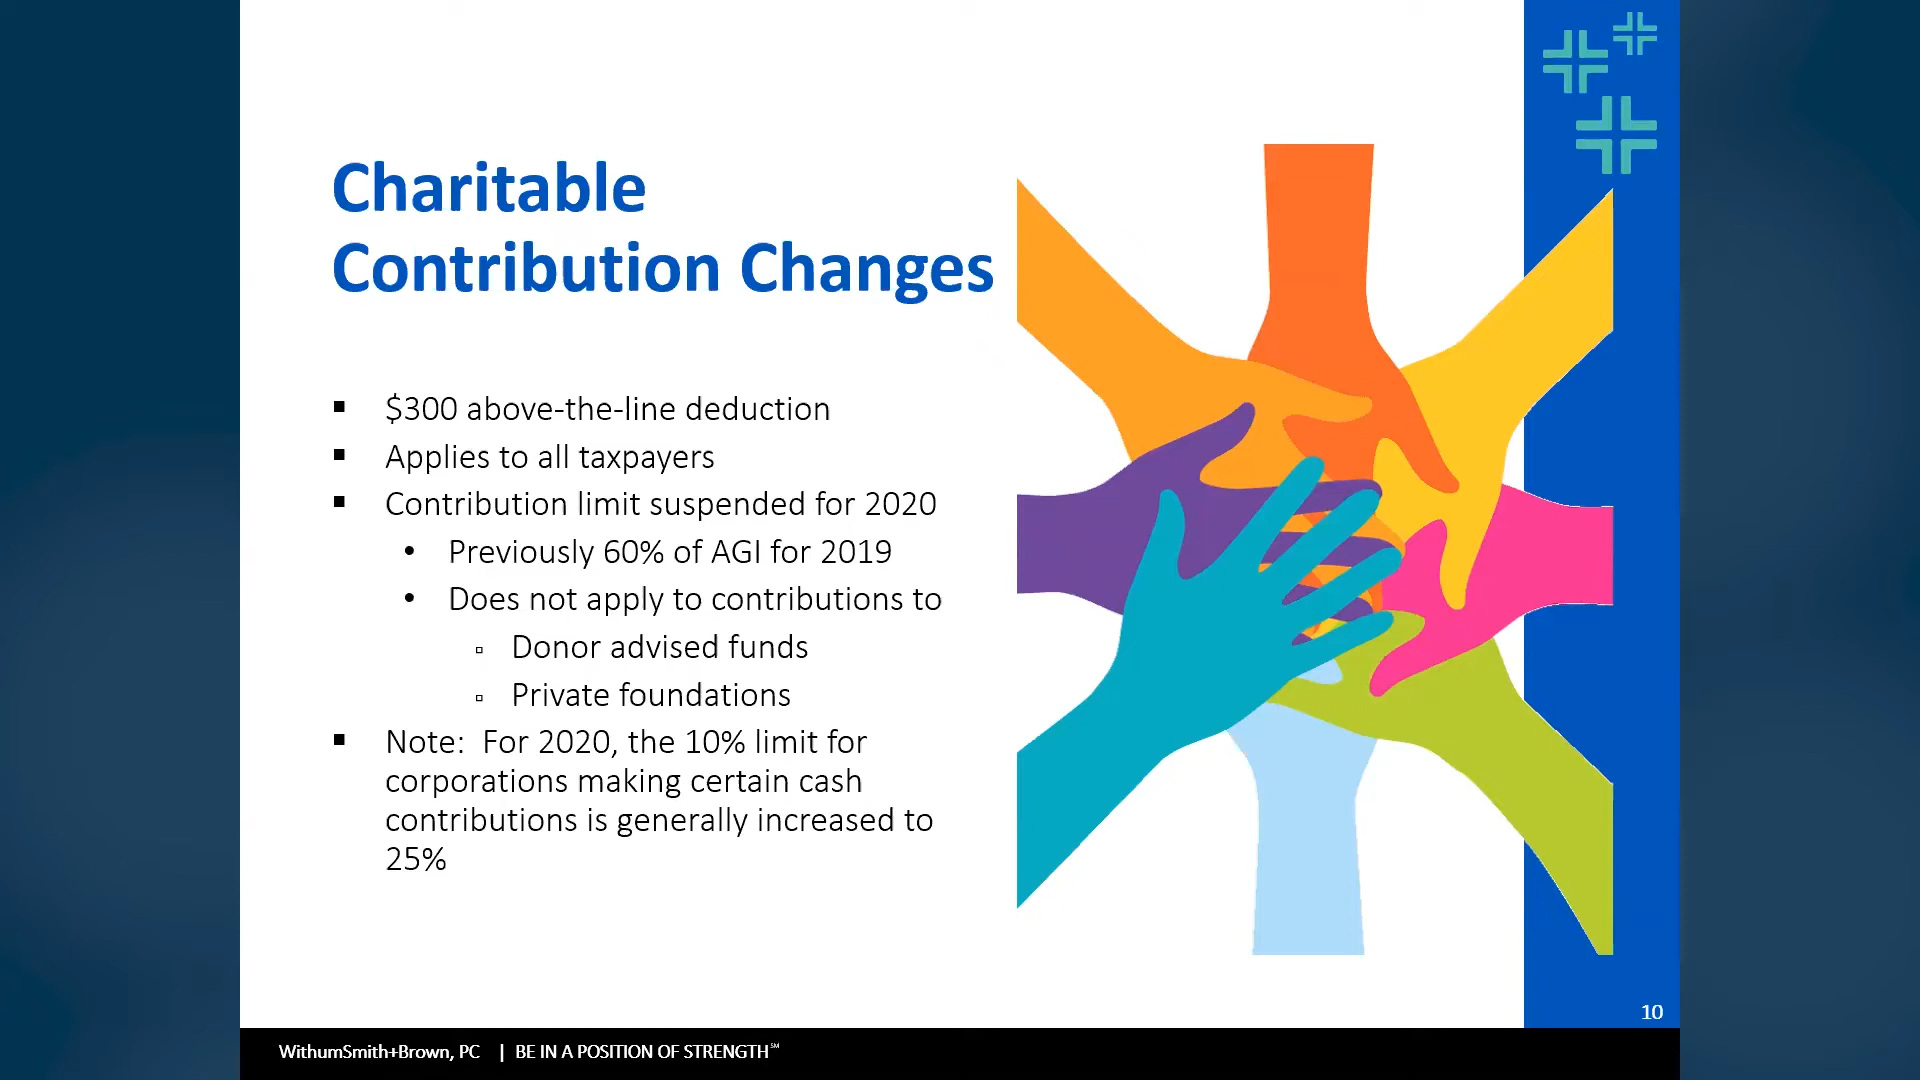 Charitable
Contribution Changes
▪ $300 above-the-line deduction
▪ Applies to all taxpayers
▪ Contribution limit suspended for 2020
• Previously 60% of AGI for 2019
• Does not apply to contributions to
▫ Donor advised funds
▫ Private foundations
▪ Note:  For 2020, the 10% limit for
corporations making certain cash
contributions is generally increased to
25%
10
WithumSmith+Brown, PC | BE IN A POSITION OF STRENGTH℠